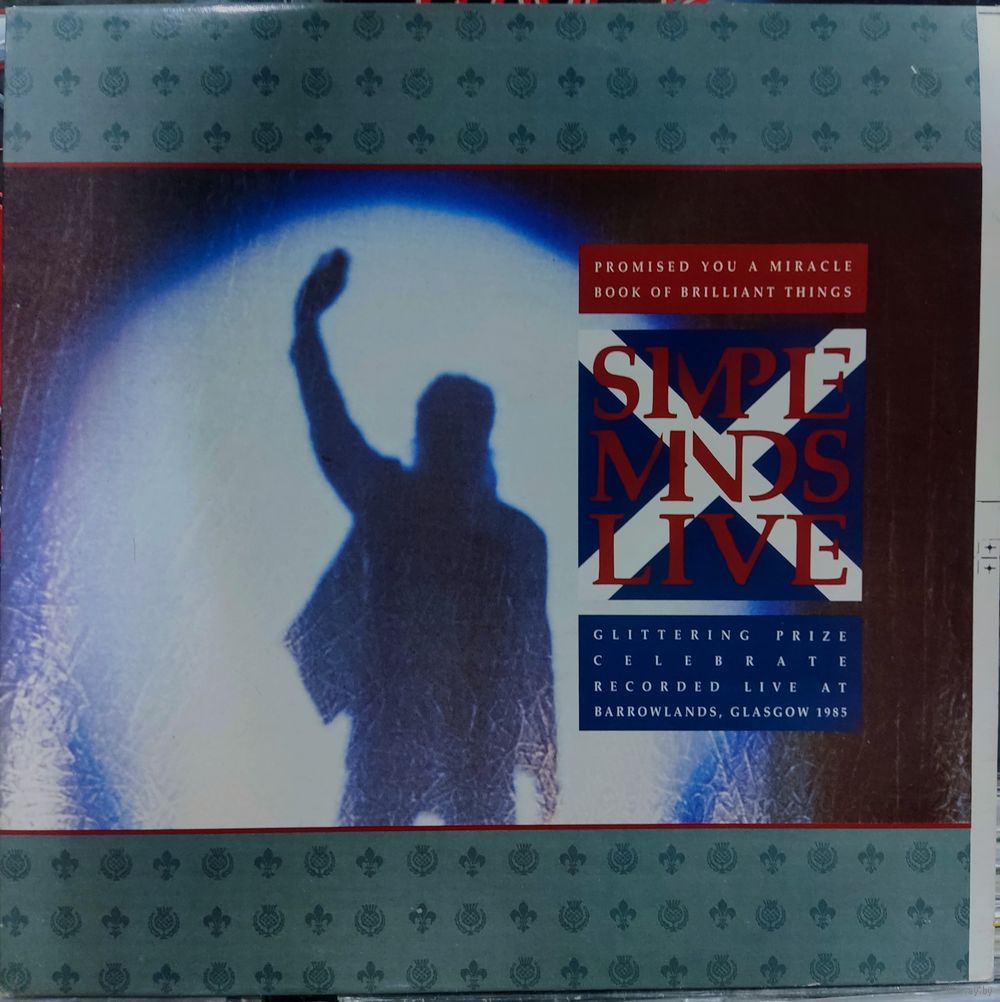 PROMISED YOU A MIRACLE
BOOK OF BRILLIANT THINGS
SIMPLE
MINDS
LIVE
GLITTERING PRIZE
CELEBRATE
RECORDED LIVE AT
BARROWLANDS, GLASGOW 1985